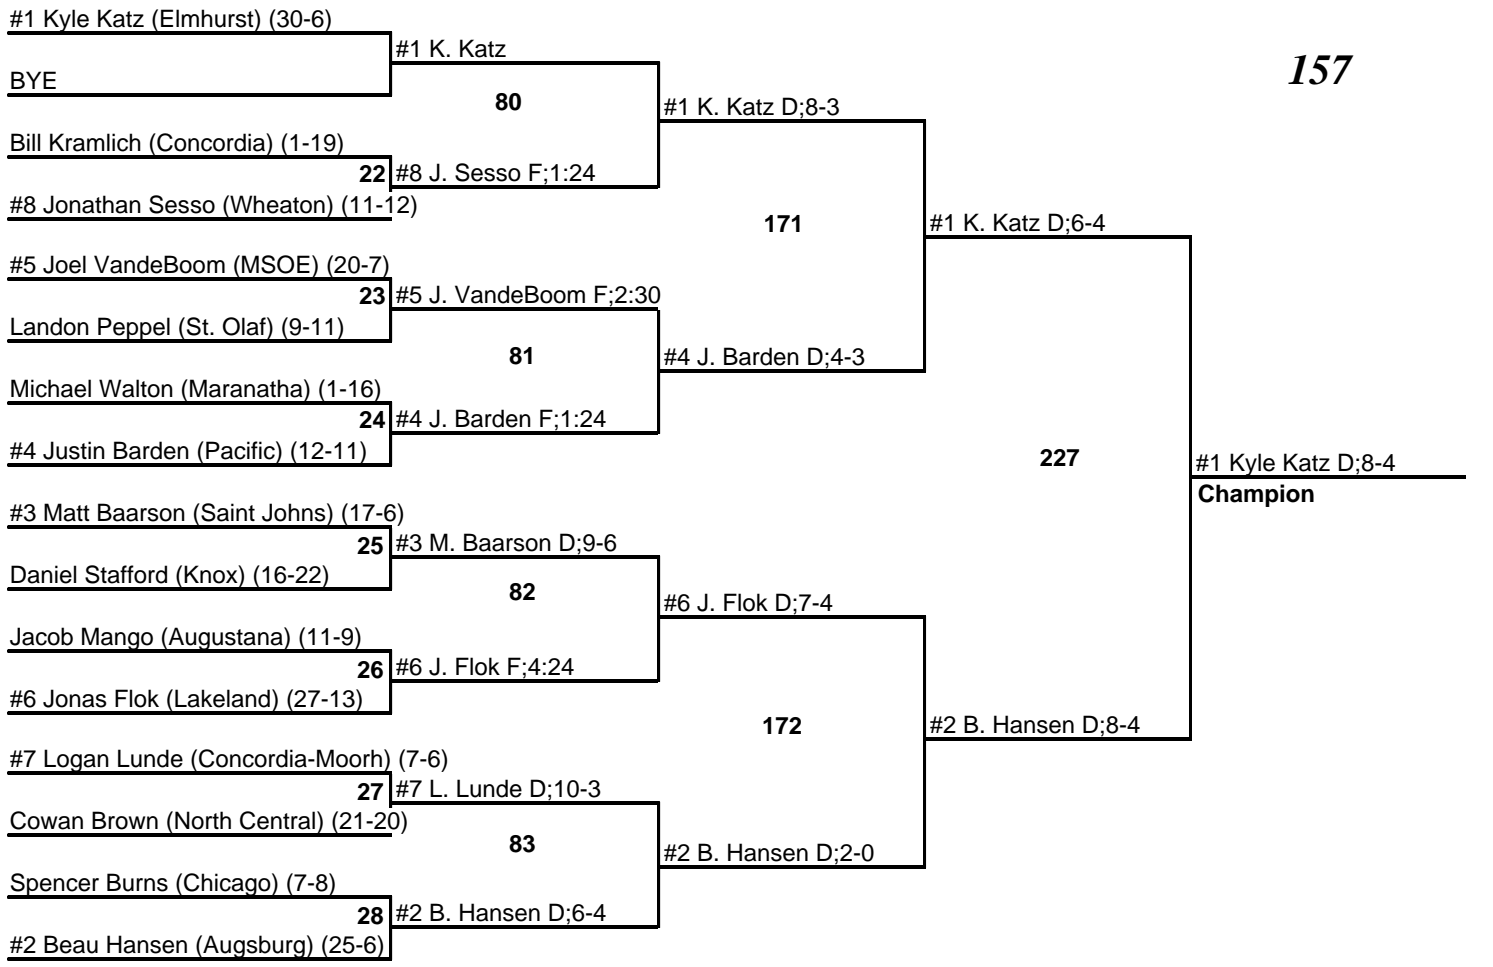 #1 Kyle Katz (Elmhurst) (30-6)
#1 K. Katz
157
BYE
80
#1 K. Katz D;8-3
Bill Kramlich (Concordia) (1-19)
22 #8 J. Sesso F;1:24
#8 Jonathan Sesso (Wheaton) (11-12)
171
#1 K. Katz D;6-4
#5 Joel VandeBoom (MSOE) (20-7)
23 #5 J. VandeBoom F;2:30
Landon Peppel (St. Olaf) (9-11)
81
#4 J. Barden D;4-3
Michael Walton (Maranatha) (1-16)
24 #4 J. Barden F;1:24
#4 Justin Barden (Pacific) (12-11)
227
#1 Kyle Katz D;8-4
Champion
#3 Matt Baarson (Saint Johns) (17-6)
25 #3 M. Baarson D;9-6
Daniel Stafford (Knox) (16-22)
82
#6 J. Flok D;7-4
Jacob Mango (Augustana) (11-9)
26 #6 J. Flok F;4:24
#6 Jonas Flok (Lakeland) (27-13)
172
#2 B. Hansen D;8-4
#7 Logan Lunde (Concordia-Moorh) (7-6)
27 #7 L. Lunde D;10-3
Cowan Brown (North Central) (21-20)
83
#2 B. Hansen D;2-0
Spencer Burns (Chicago) (7-8)
28 #2 B. Hansen D;6-4
#2 Beau Hansen (Augsburg) (25-6)